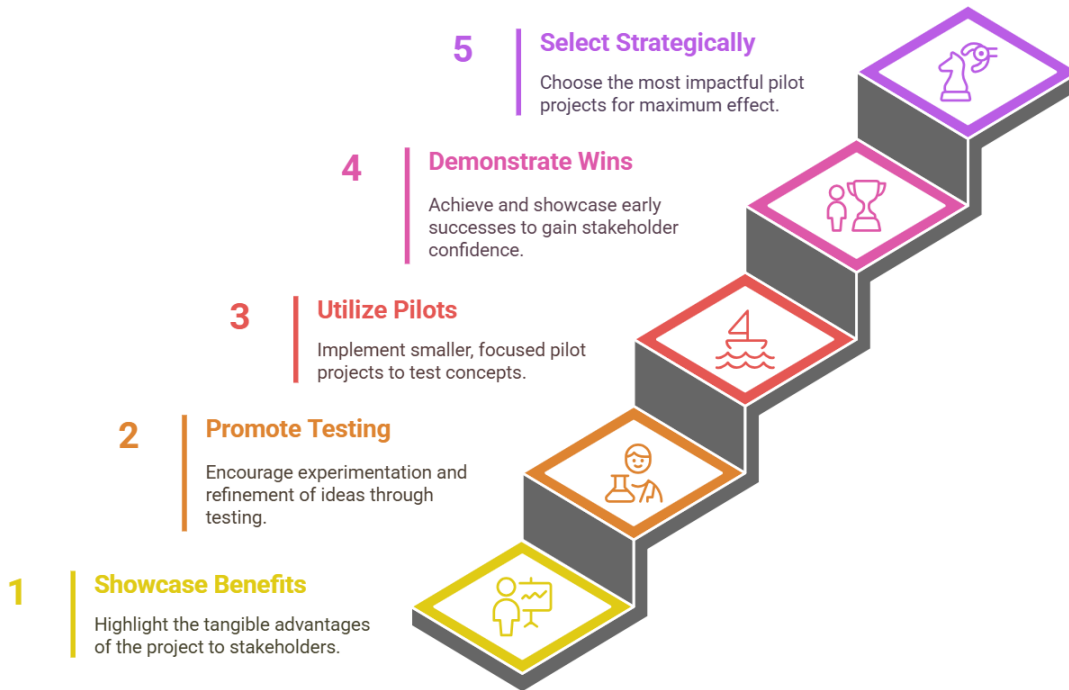 5
Select Strategically
Choose the most impactful pilot
projects for maximum effect.
4
Demonstrate Wins
Achieve and showcase early
successes to gain stakeholder
confidence.
3
Utilize Pilots
Implement smaller, focused pilot
projects to test concepts.
2
Promote Testing
Encourage experimentation and
refinement of ideas through
testing.
1
Showcase Benefits
Highlight the tangible advantages
of the project to stakeholders.